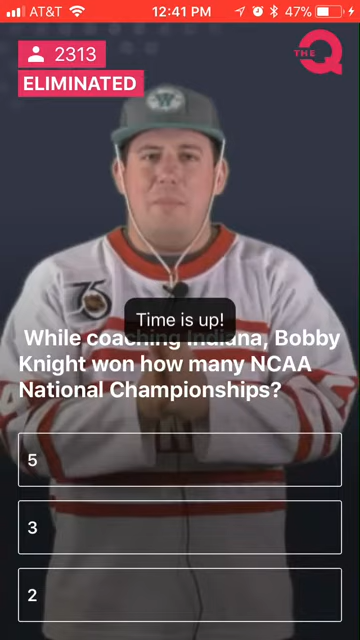 AT&T 12:41 PM 47%
2313
THE Q
ELIMINATED
W
75
Time is up!
While coaching Indiana, Bobby
Knight won how many NCAA
National Championships?
5
3
2